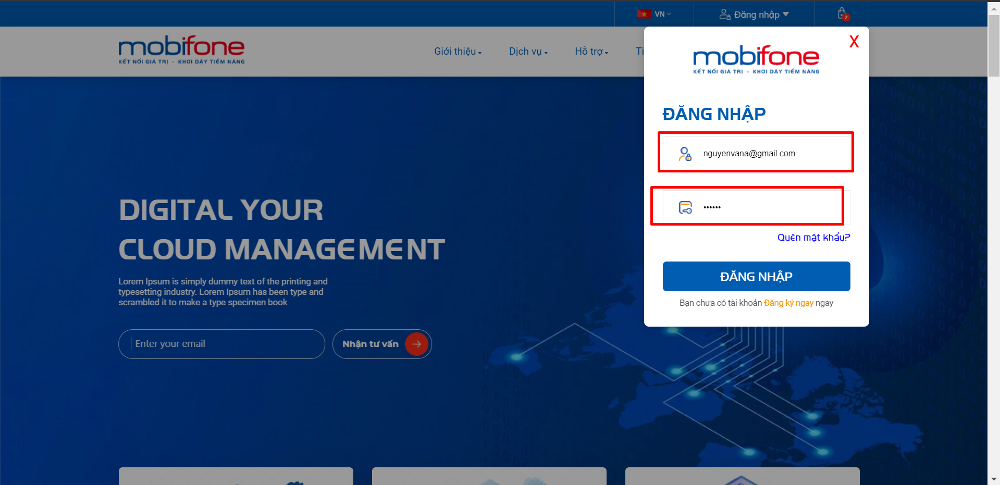 VN
Đăng nhập
2
mobifone
KẾT NỐI GIÁ TRỊ - KHƠI DẬY TIỀM NĂNG
Giới thiệu
Dịch vụ
Hỗ trợ
X
mobifone
KẾT NỐI GIÁ TRỊ - KHƠI DẬY TIỀM NĂNG
ĐĂNG NHẬP
nguyenvana@gmail.com
••••••
Quên mật khẩu?
ĐĂNG NHẬP
Bạn chưa có tài khoản Đăng ký ngay ngay
DIGITAL YOUR
CLOUD MANAGEMENT
Lorem Ipsum is simply dummy text of the printing and
typesetting industry. Lorem Ipsum has been type and
scrambled it to make a type specimen book
Enter your email
Nhận tư vấn